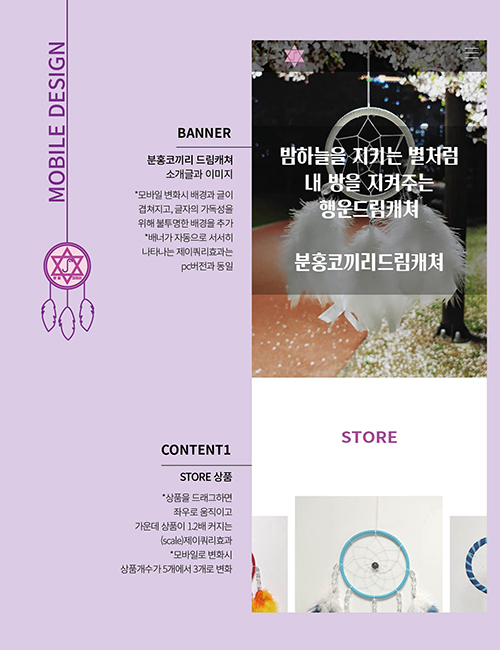 MOBILE DESIGN
BANNER
분홍코끼리 드림캐쳐
소개글과 이미지
*모바일 변화시 배경과 글이
겹쳐지고, 글자의 가독성을
위해 불투명한 배경을 추가
*배너가 자동으로 서서히
나타나는 제이쿼리효과는
pc버전과 동일
밤하늘을 지키는 별처럼
내 방을 지켜주는
행운드림캐쳐
분홍코끼리드림캐쳐
CONTENT1
STORE 상품
*상품을 드래그하면
좌우로 움직이고
가운데 상품이 1.2배 커지는
(scale)제이쿼리효과
*모바일로 변화시
상품개수가 5개에서 3개로 변화
STORE